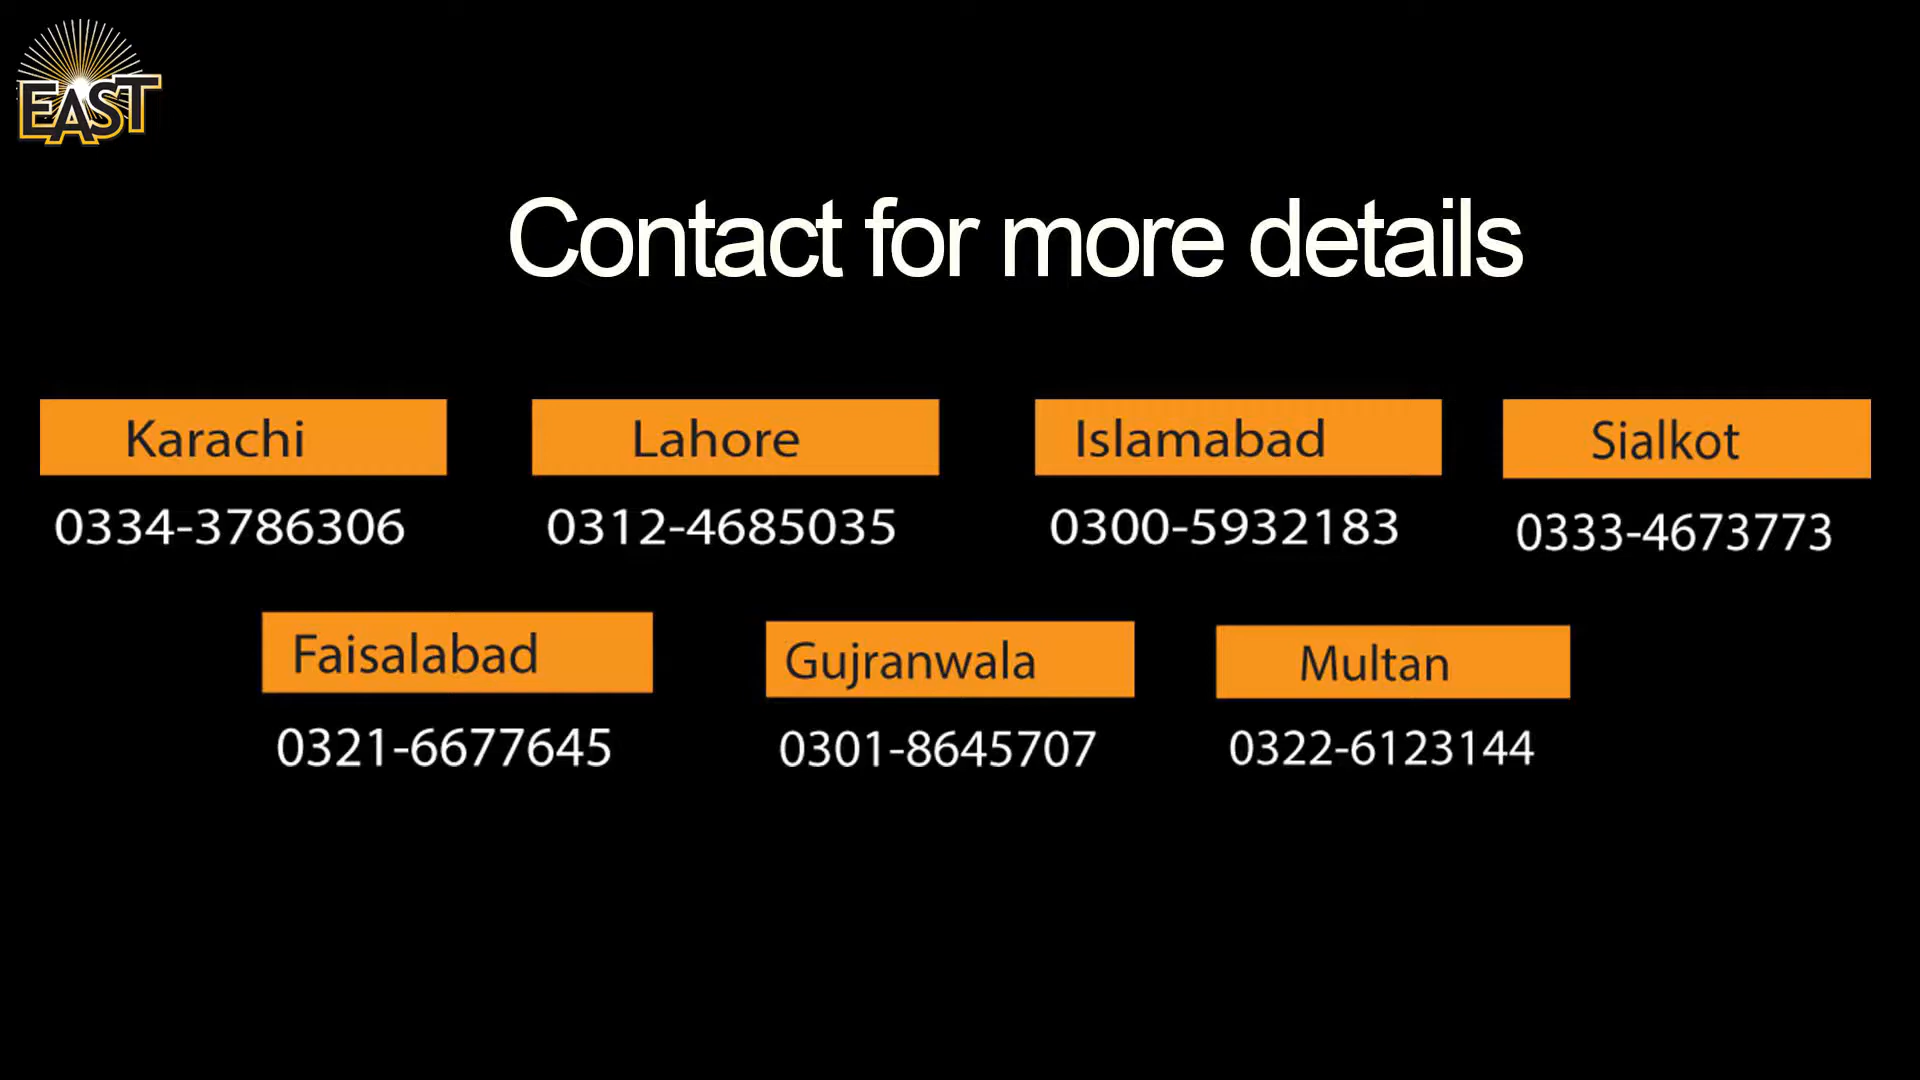 EAST
Contact for more details
Karachi
Lahore
Islamabad
Sialkot
0334-3786306
0312-4685035
0300-5932183
0333-4673773
Faisalabad
Gujranwala
Multan
0321-6677645
0301-8645707
0322-6123144